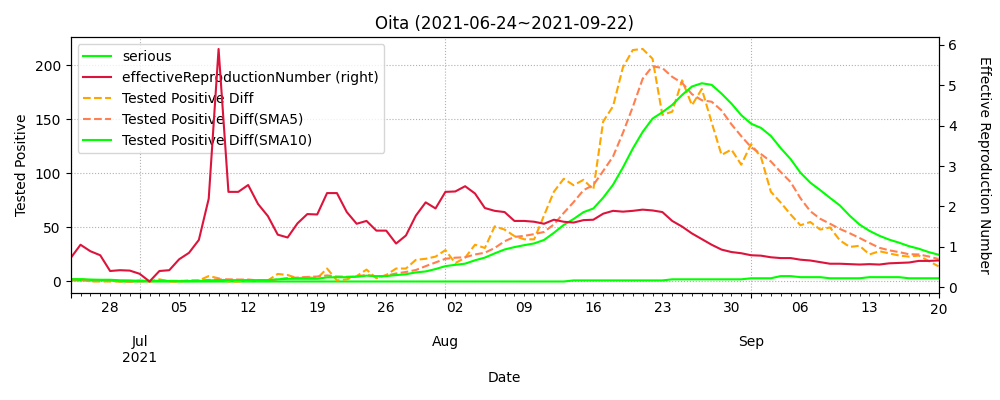 Oita (2021-06-24~2021-09-22)
serious
effectiveReproductionNumber (right)
Tested Positive Diff
Tested Positive Diff(SMA5)
Tested Positive Diff(SMA10)
Tested Positive
200
150
100
50
0
Effective Reproduction Number
6
5
4
3
2
1
0
28 05 12 19 26 02 09 16 23 30 06 13 20
Jul Aug Sep
2021
Date